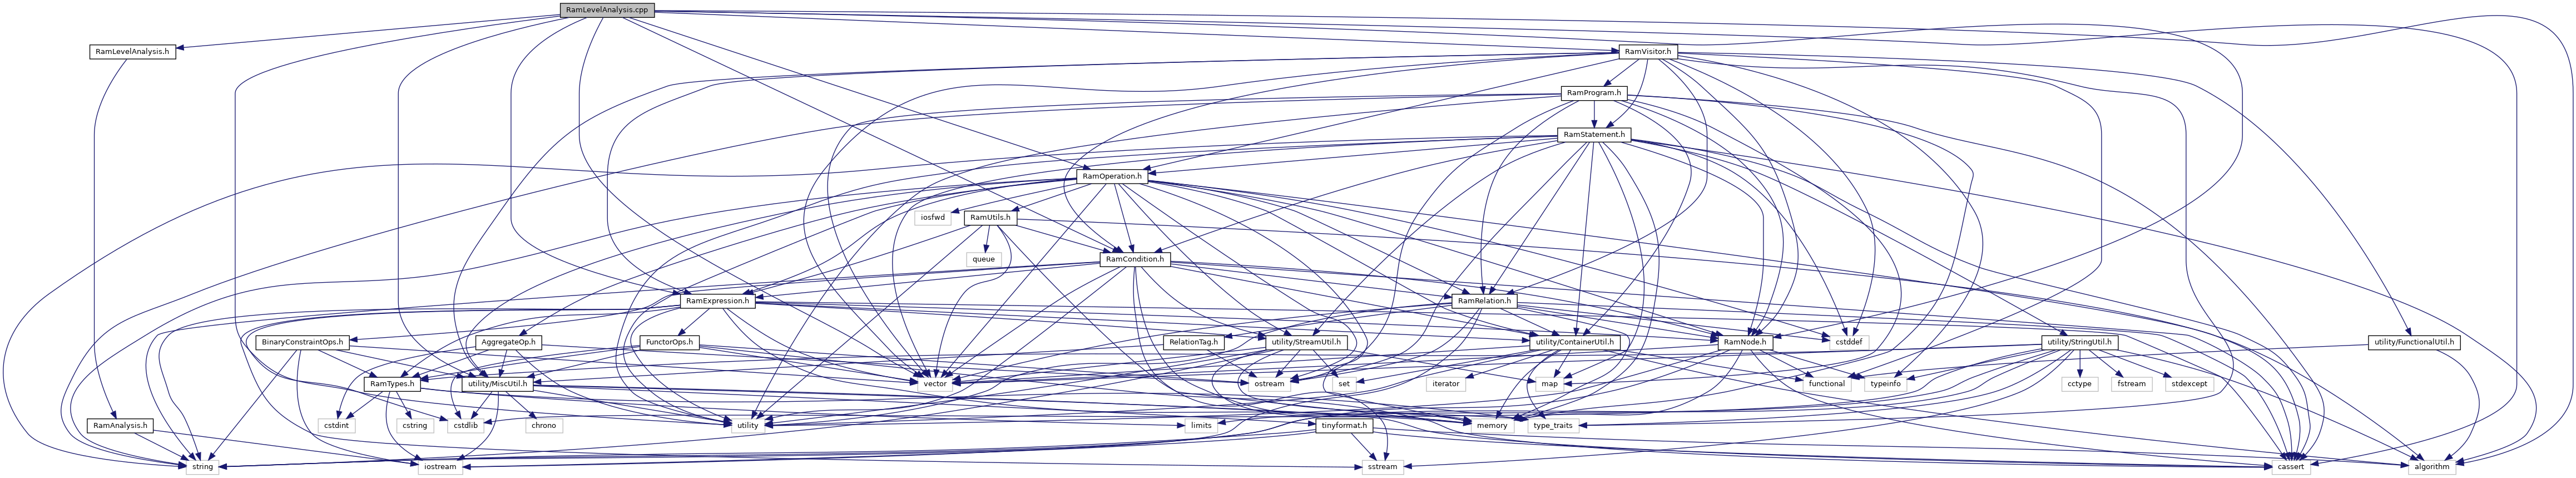 RamLevelAnalysis.cpp
RamLevelAnalysis.h
RamVisitor.h
RamProgram.h
RamStatement.h
RamOperation.h
iosfwd
RamUtils.h
queue
RamCondition.h
RamExpression.h
RamRelation.h
BinaryConstraintOps.h
AggregateOp.h
FunctorOps.h
RelationTag.h
utility/StreamUtil.h
utility/ContainerUtil.h
RamNode.h
cstddef
utility/StringUtil.h
utility/FunctionalUtil.h
RamTypes.h
utility/MiscUtil.h
vector
ostream
set
iterator
map
functional
typeinfo
cctype
fstream
stdexcept
RamAnalysis.h
cstdint
cstring
cstdlib
chrono
utility
limits
tinyformat.h
memory
type_traits
string
iostream
sstream
cassert
algorithm